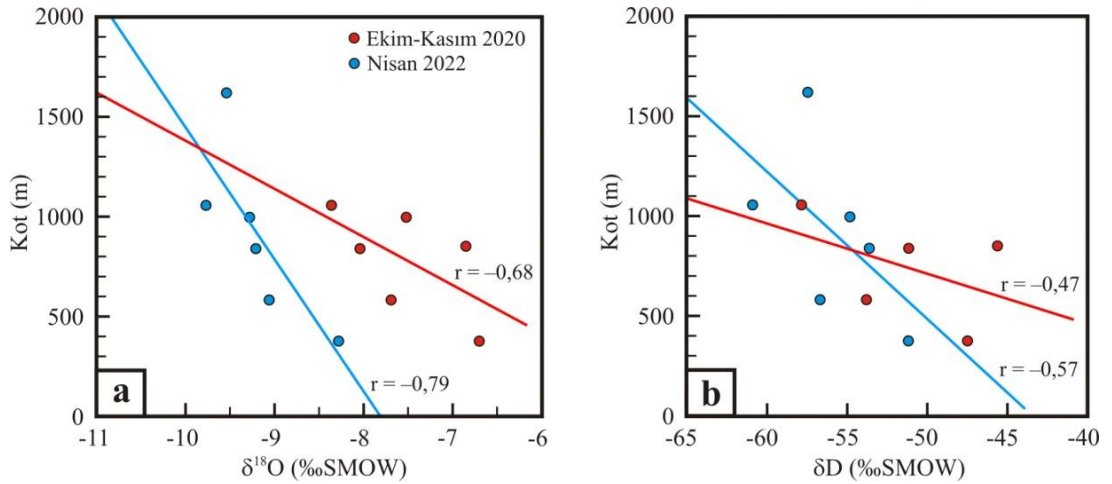 2000
1500
1000
500
0
Kot (m)
Ekim-Kasım 2020
Nisan 2022
r = –0,68
r = –0,79
a
-11 -10 -9 -8 -7 -6
δ¹⁸O (‰SMOW)
2000
1500
1000
500
0
Kot (m)
r = –0,47
r = –0,57
b
-65 -60 -55 -50 -45 -40
δD (‰SMOW)